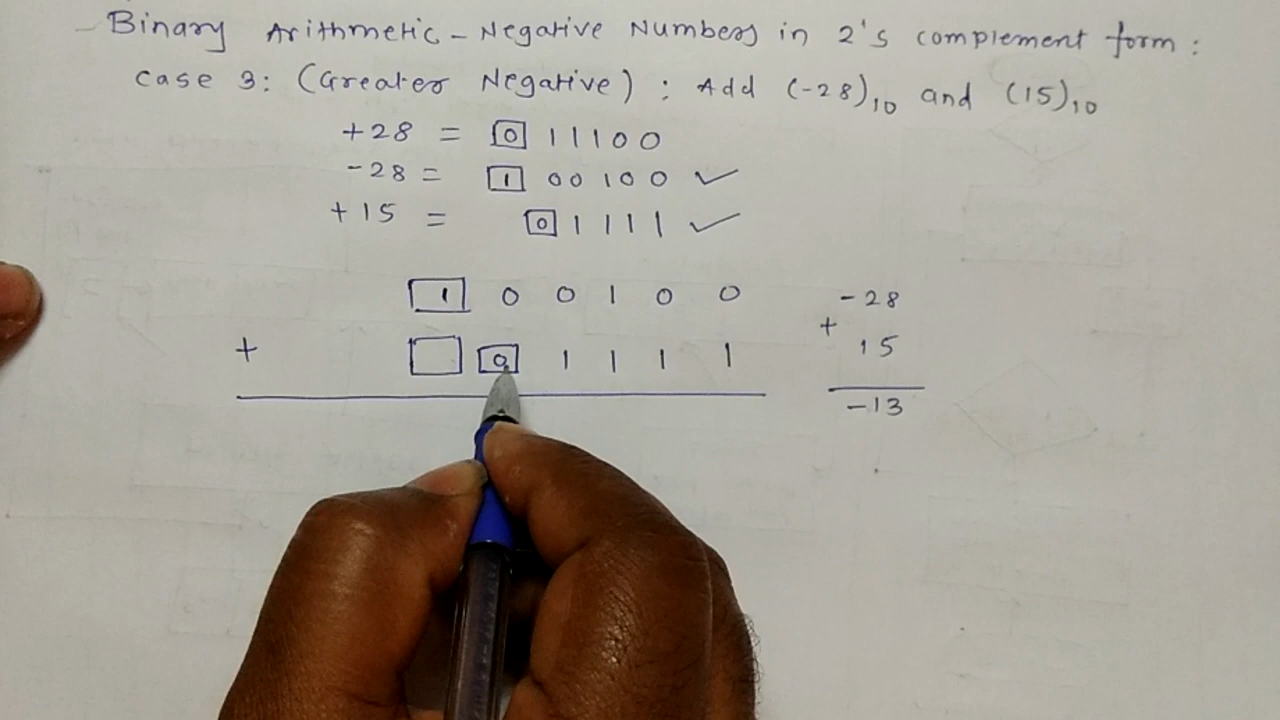 Binary Arithmetic - Negative Numbers in 2's complement form :
Case 3: (Greater Negative) : Add (-28)10 and (15)10
+28 = 0 11100
-28 = 1 00100 ✓
+15 = 0 1111 ✓
1 0 0 1 0 0 -28
+ 0 1 1 1 1 + 15
-13